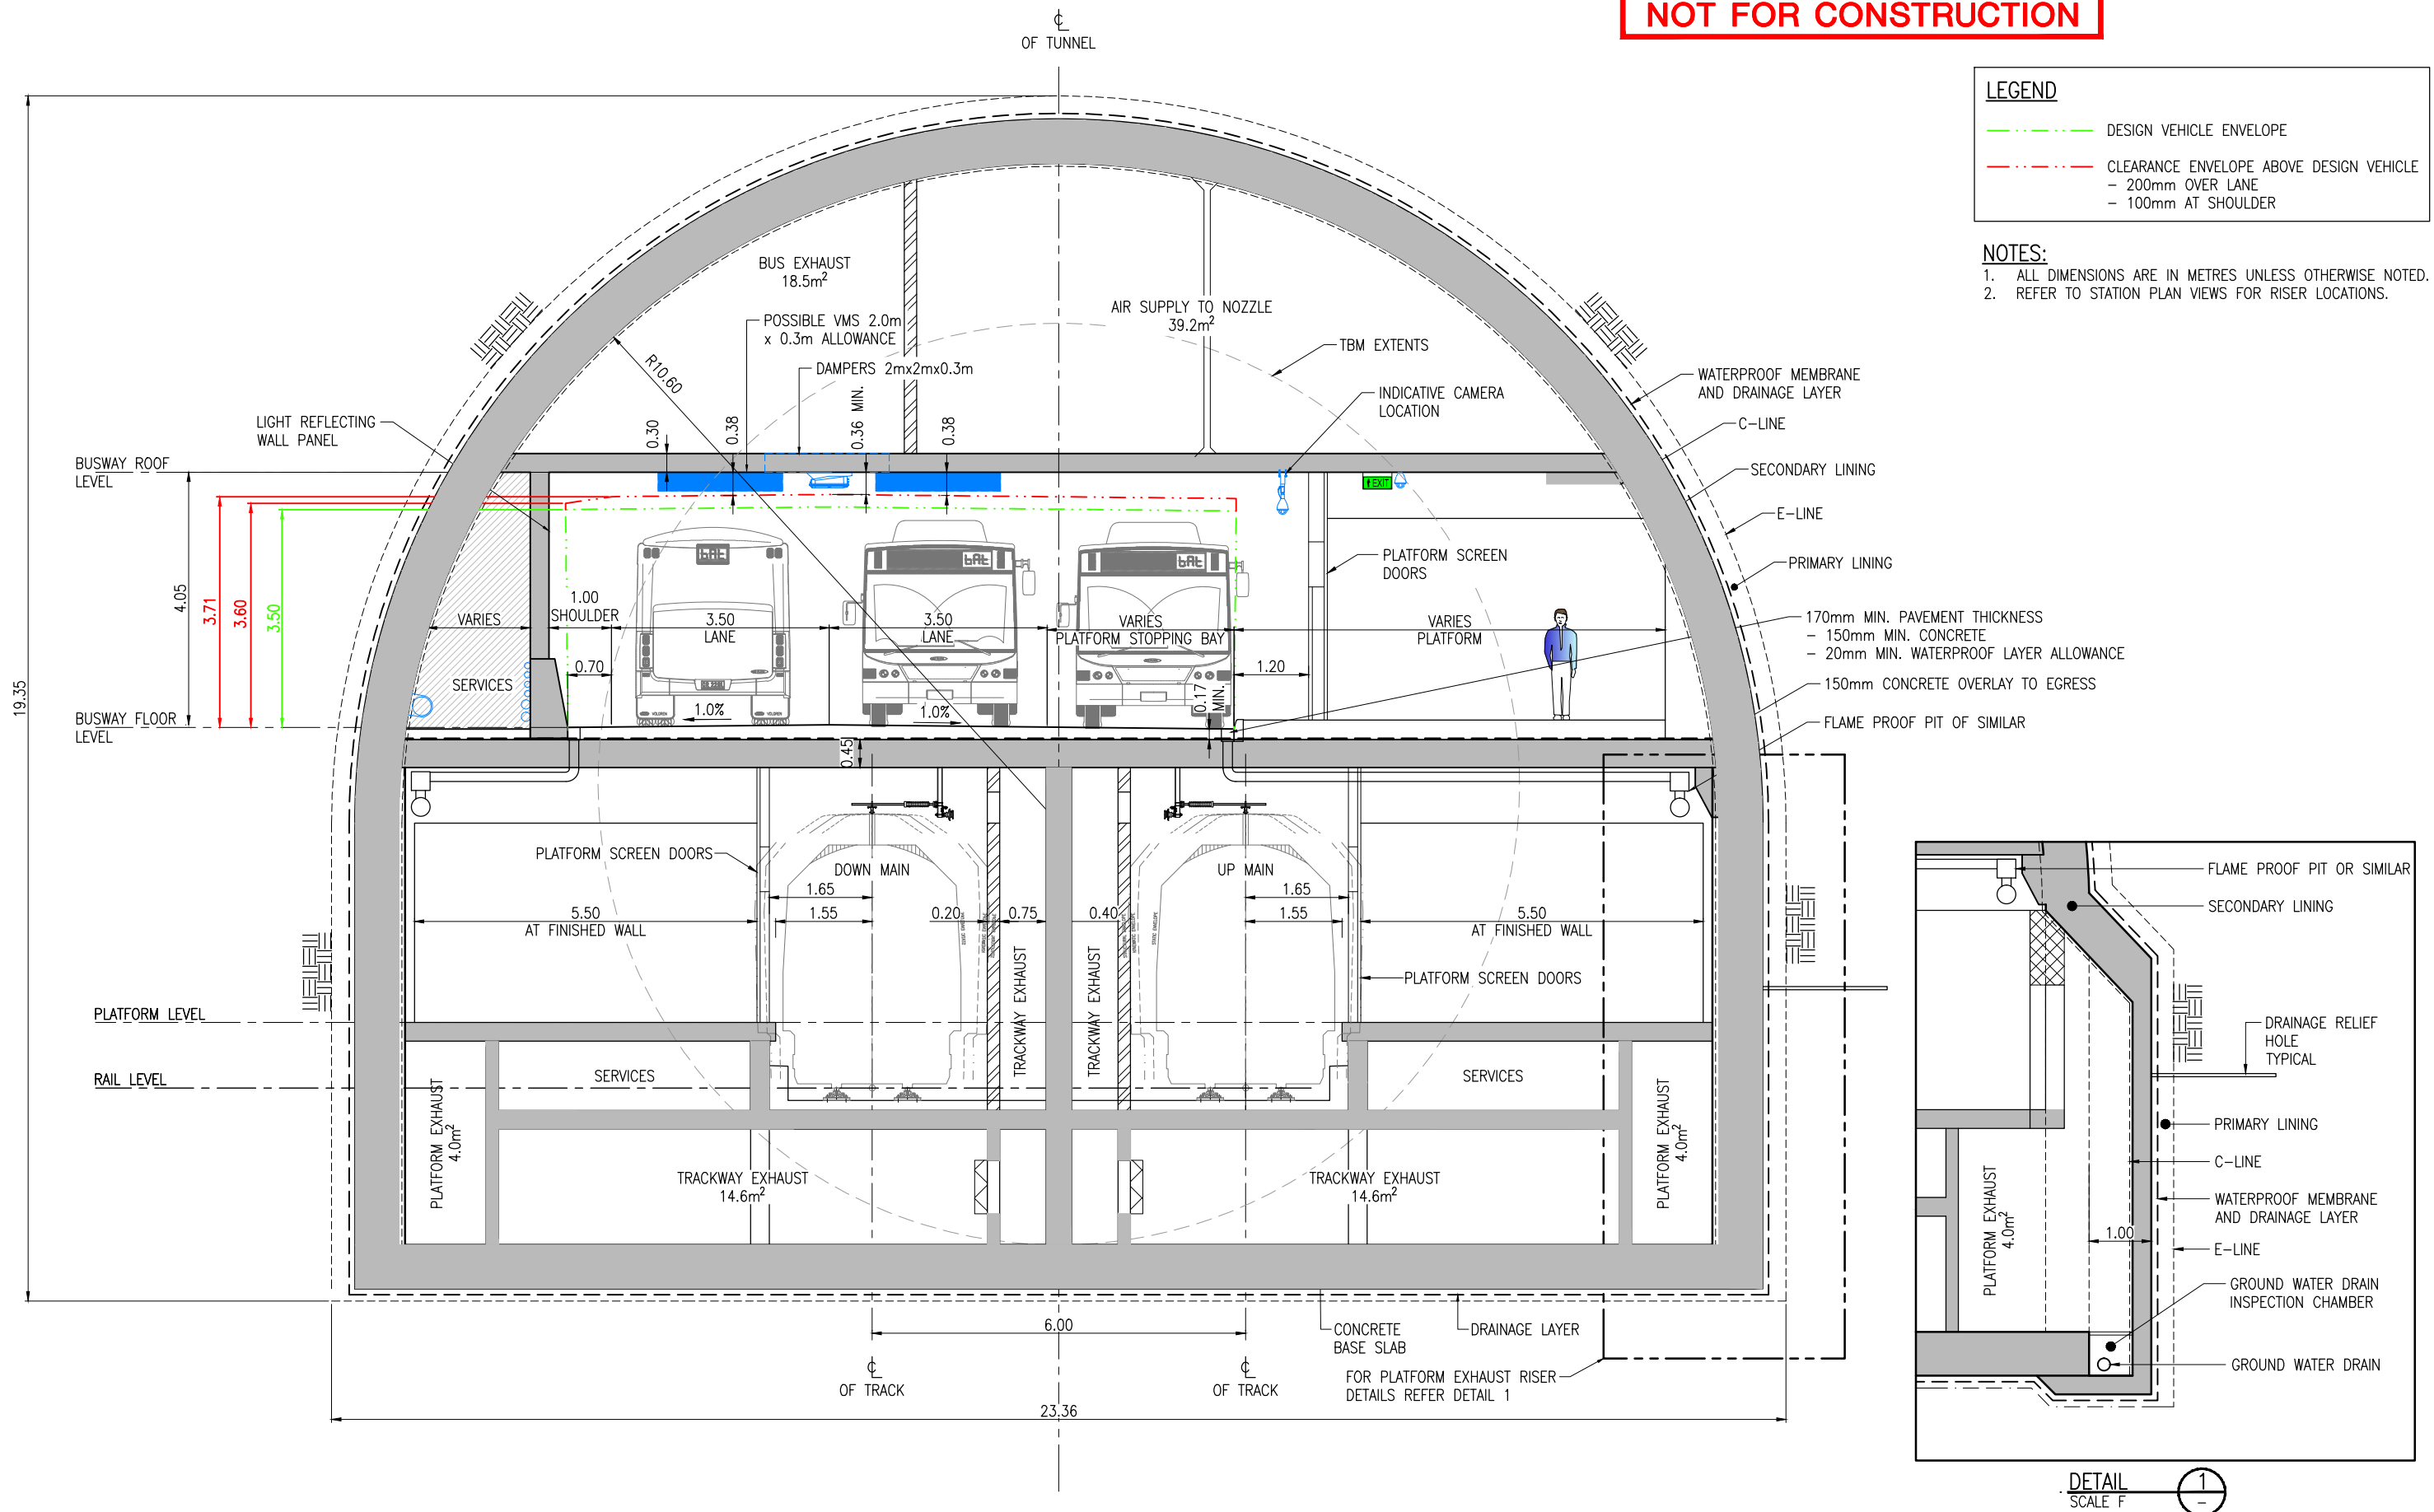 NOT FOR CONSTRUCTION
℄
OF TUNNEL
LEGEND
DESIGN VEHICLE ENVELOPE
CLEARANCE ENVELOPE ABOVE DESIGN VEHICLE
- 200mm OVER LANE
- 100mm AT SHOULDER
NOTES:
1. ALL DIMENSIONS ARE IN METRES UNLESS OTHERWISE NOTED.
2. REFER TO STATION PLAN VIEWS FOR RISER LOCATIONS.
BUS EXHAUST
18.5m²
AIR SUPPLY TO NOZZLE
39.2m²
POSSIBLE VMS 2.0m
x 0.3m ALLOWANCE
DAMPERS 2mx2mx0.3m
R10.60
TBM EXTENTS
INDICATIVE CAMERA
LOCATION
WATERPROOF MEMBRANE
AND DRAINAGE LAYER
C-LINE
SECONDARY LINING
E-LINE
PRIMARY LINING
170mm MIN. PAVEMENT THICKNESS
- 150mm MIN. CONCRETE
- 20mm MIN. WATERPROOF LAYER ALLOWANCE
150mm CONCRETE OVERLAY TO EGRESS
FLAME PROOF PIT OF SIMILAR
LIGHT REFLECTING
WALL PANEL
0.30
0.38
0.36 MIN.
0.38
BUSWAY ROOF
LEVEL
4.05
3.71
3.60
3.50
19.35
EXIT
bAt
bAt
bAt
PLATFORM SCREEN
DOORS
VARIES
SERVICES
1.00
SHOULDER
3.50
LANE
3.50
LANE
VARIES
PLATFORM STOPPING BAY
VARIES
PLATFORM
0.70
1.20
0.17
MIN.
1.0%
1.0%
BUSWAY FLOOR
LEVEL
0.45
PLATFORM SCREEN DOORS
DOWN MAIN
UP MAIN
1.65
1.55
1.65
1.55
0.20
0.75
0.40
5.50
AT FINISHED WALL
5.50
AT FINISHED WALL
PLATFORM SCREEN DOORS
TRACKWAY EXHAUST
TRACKWAY EXHAUST
PLATFORM LEVEL
RAIL LEVEL
SERVICES
SERVICES
PLATFORM EXHAUST
4.0m²
PLATFORM EXHAUST
4.0m²
TRACKWAY EXHAUST
14.6m²
TRACKWAY EXHAUST
14.6m²
6.00
℄
OF TRACK
℄
OF TRACK
CONCRETE
BASE SLAB
DRAINAGE LAYER
FOR PLATFORM EXHAUST RISER
DETAILS REFER DETAIL 1
23.36
FLAME PROOF PIT OR SIMILAR
SECONDARY LINING
DRAINAGE RELIEF
HOLE
TYPICAL
PRIMARY LINING
C-LINE
WATERPROOF MEMBRANE
AND DRAINAGE LAYER
1.00
E-LINE
PLATFORM EXHAUST
4.0m²
GROUND WATER DRAIN
INSPECTION CHAMBER
GROUND WATER DRAIN
DETAIL 1
SCALE F -